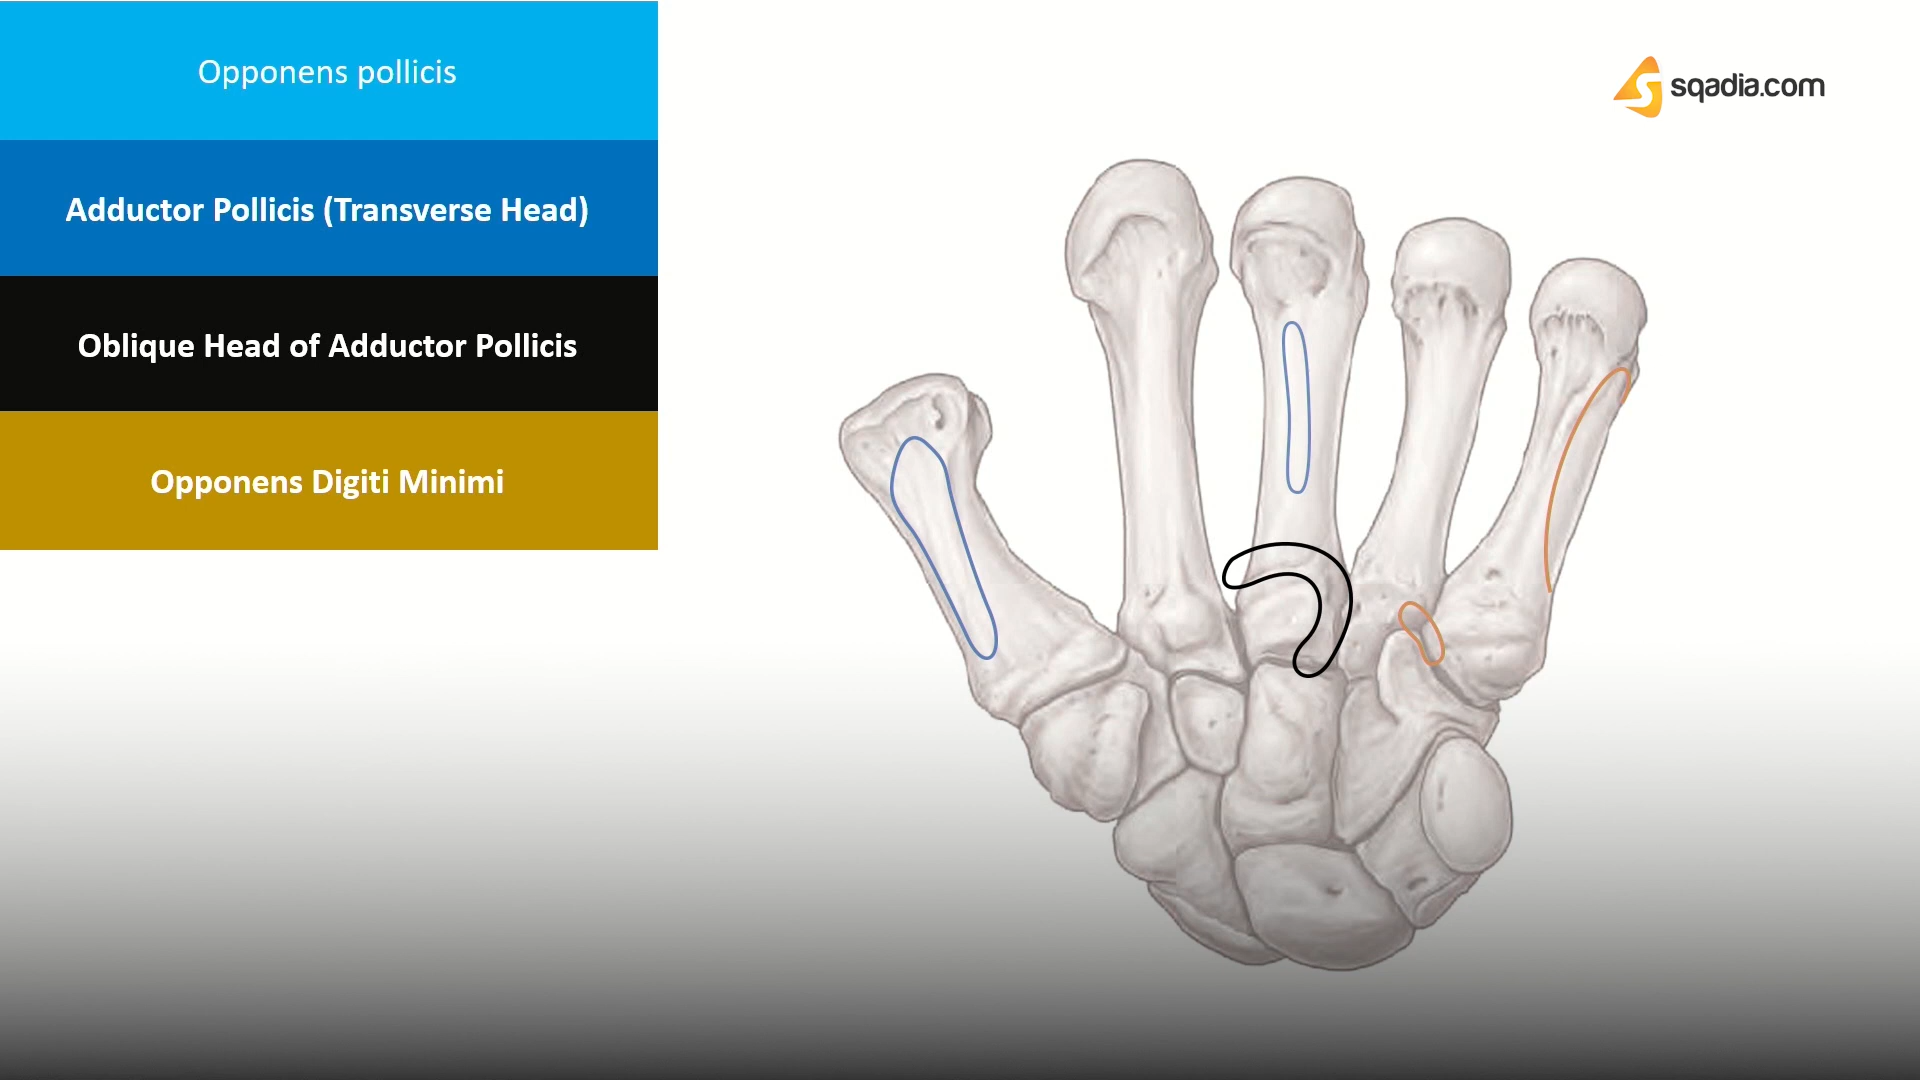 Opponens pollicis
sqadia.com
Adductor Pollicis (Transverse Head)
Oblique Head of Adductor Pollicis
Opponens Digiti Minimi